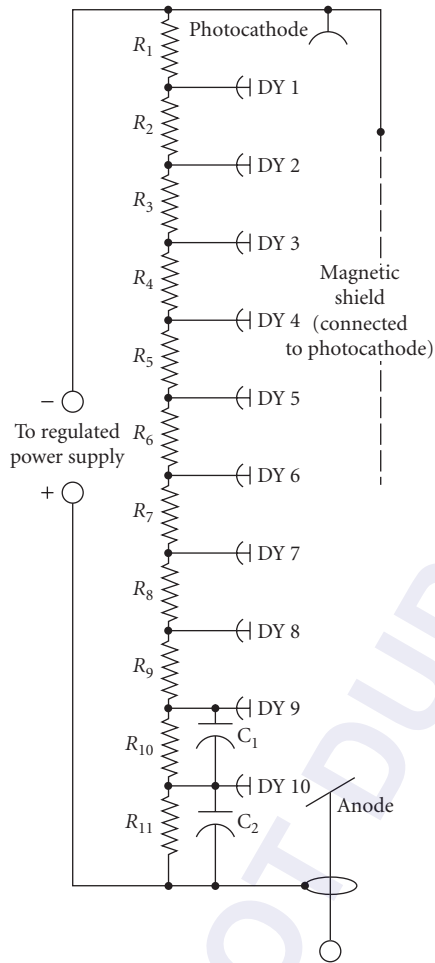 Photocathode
R1
DY 1
R2
DY 2
R3
DY 3
R4
Magnetic
shield
(connected
to photocathode)
DY 4
R5
DY 5
−
To regulated
power supply
+
R6
DY 6
R7
DY 7
R8
DY 8
R9
DY 9
C1
R10
DY 10
Anode
C2
R11
OT DUP